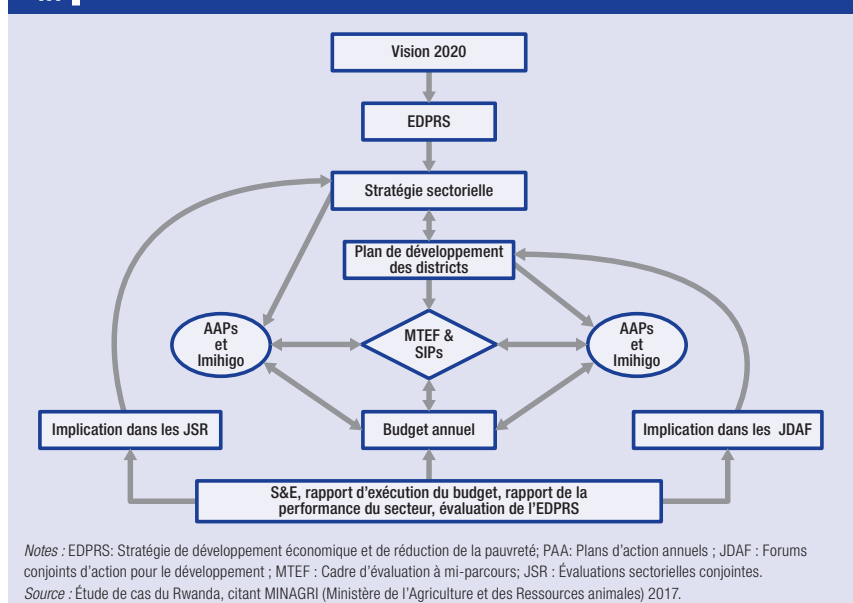 Vision 2020
EDPRS
Stratégie sectorielle
Plan de développement
des districts
AAPs
et
Imihigo
MTEF &
SIPs
AAPs
et
Imihigo
Implication dans les JSR
Budget annuel
Implication dans les JDAF
S&E, rapport d'exécution du budget, rapport de la
performance du secteur, évaluation de l'EDPRS
Notes : EDPRS: Stratégie de développement économique et de réduction de la pauvreté; PAA: Plans d'action annuels ; JDAF : Forums
conjoints d'action pour le développement ; MTEF : Cadre d'évaluation à mi-parcours; JSR : Évaluations sectorielles conjointes.
Source : Étude de cas du Rwanda, citant MINAGRI (Ministère de l'Agriculture et des Ressources animales) 2017.